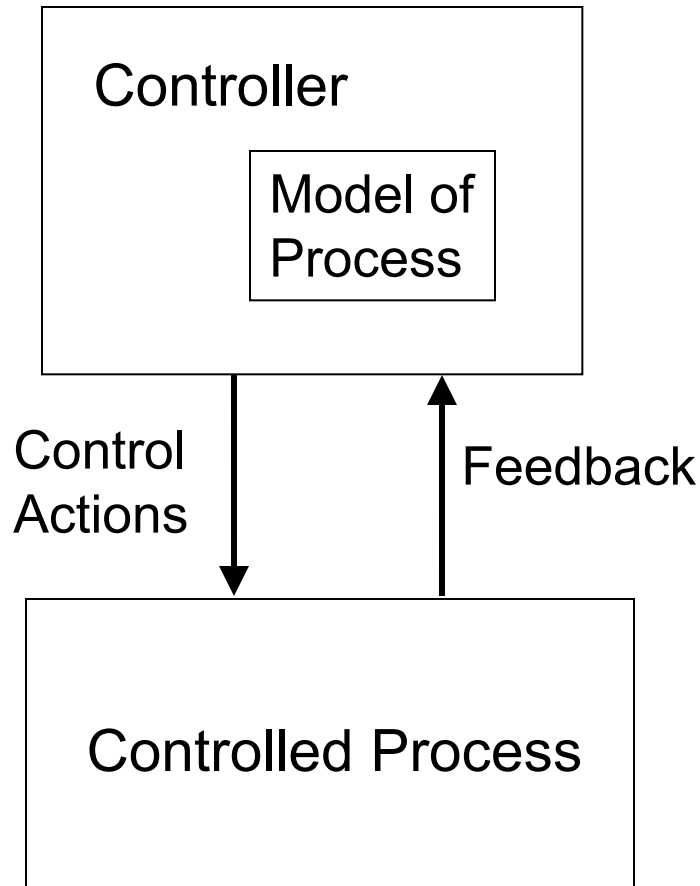 Controller
Model of
Process
Control
Actions
Feedback
Controlled Process